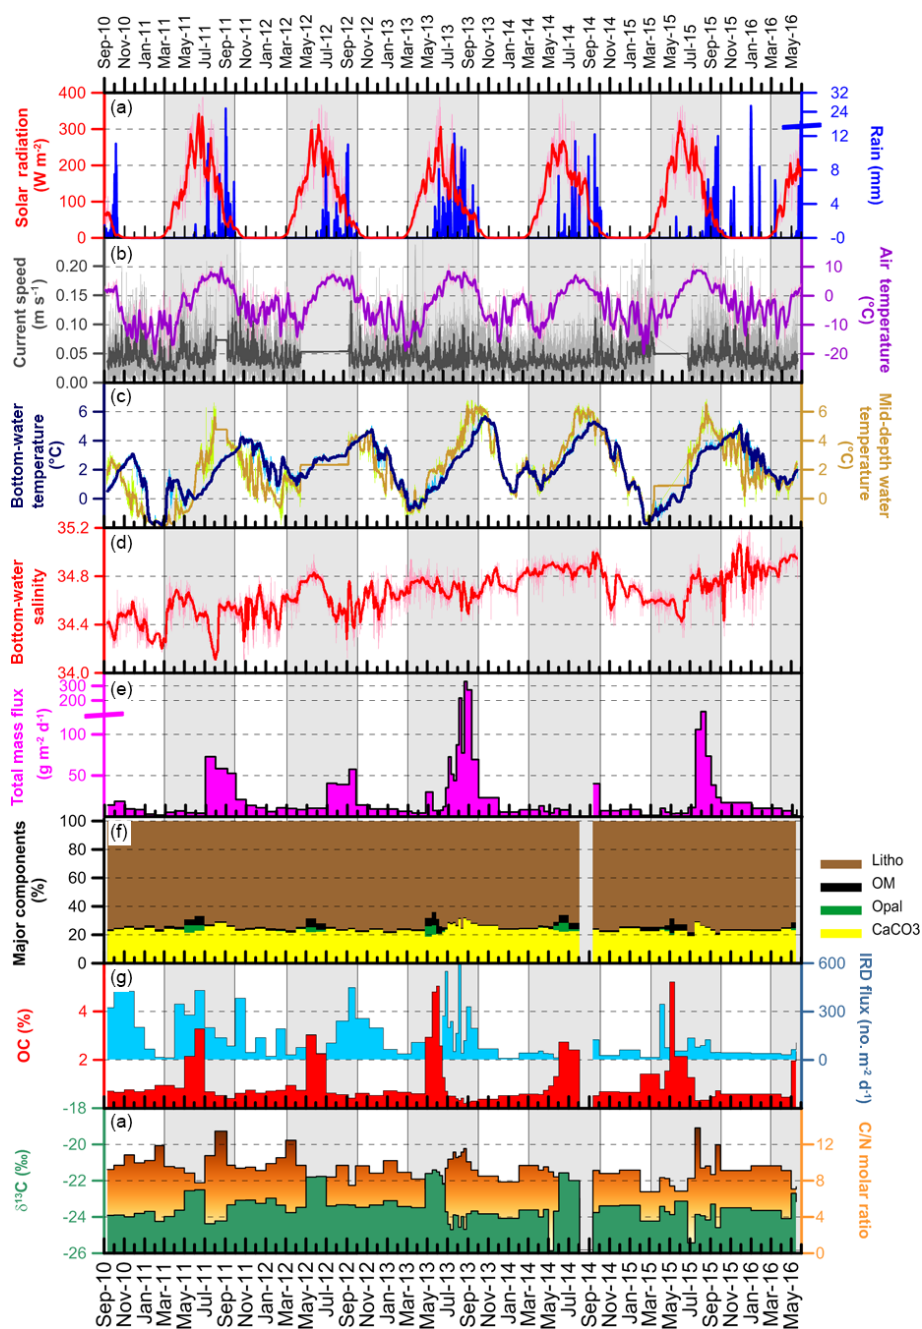 Sep-10 Nov-10 Jan-11 Mar-11 May-11 Jul-11 Sep-11 Nov-11 Jan-12 Mar-12 May-12 Jul-12 Sep-12 Nov-12 Jan-13 Mar-13 May-13 Jul-13 Sep-13 Nov-13 Jan-14 Mar-14 May-14 Jul-14 Sep-14 Nov-14 Jan-15 Mar-15 May-15 Jul-15 Sep-15 Nov-15 Jan-16 Mar-16 May-16
(a)
Solar radiation
(W m-2)
400
300
200
100
0
32
24
12
8
4
-0
Rain (mm)
(b)
Current speed
(m s-1)
0.20
0.15
0.10
0.05
0.00
10
0
-10
-20
Air temperature
(°C)
(c)
Bottom-water
temperature
(°C)
6
4
2
0
6
4
2
0
Mid-depth water
temperature
(°C)
(d)
Bottom-water
salinity
35.2
34.8
34.4
34.0
(e)
Total mass flux
(g m-2 d-1)
300
200
100
50
(f)
Major components
(%)
100
80
60
40
20
0
Litho
OM
Opal
CaCO3
(g)
OC (%)
4
2
600
300
0
IRD flux (no. m-2 d-1)
(a)
δ13C (‰)
-18
-20
-22
-24
-26
12
8
4
0
C/N molar ratio
Sep-10 Nov-10 Jan-11 Mar-11 May-11 Jul-11 Sep-11 Nov-11 Jan-12 Mar-12 May-12 Jul-12 Sep-12 Nov-12 Jan-13 Mar-13 May-13 Jul-13 Sep-13 Nov-13 Jan-14 Mar-14 May-14 Jul-14 Sep-14 Nov-14 Jan-15 Mar-15 May-15 Jul-15 Sep-15 Nov-15 Jan-16 Mar-16 May-16